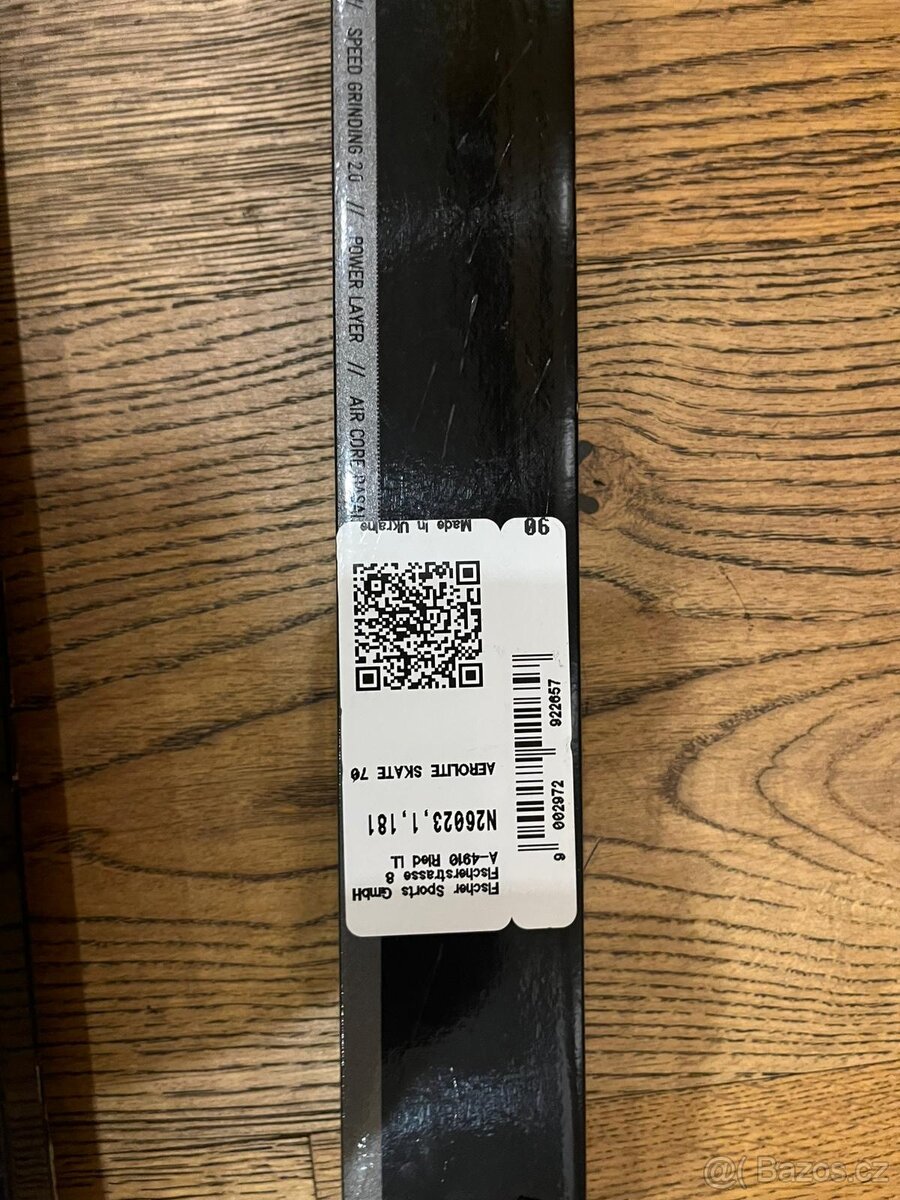 // SPEED GRINDING 2.0 // POWER LAYER // AIR CORE BASAL
Fischer Sports GmbH
Fischerstrasse 8
A-4910 Ried i.I.
N26023,1,181
AEROLITE SKATE 70
Made in Ukraine
90
9 002972 922657
@( Bazos.cz